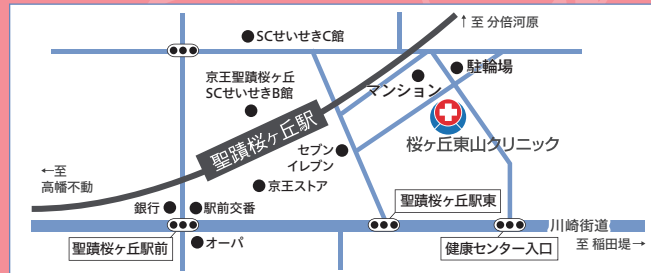 ↑至 分倍河原
SCせいせきC館
駐輪場
京王聖蹟桜ヶ丘
SCせいせきB館
マンション
聖蹟桜ヶ丘駅
桜ヶ丘東山クリニック
セブン
イレブン
←至
高幡不動
京王ストア
銀行
駅前交番
聖蹟桜ヶ丘駅東
川崎街道
聖蹟桜ヶ丘駅前
オーパ
健康センター入口
至 稲田堤→